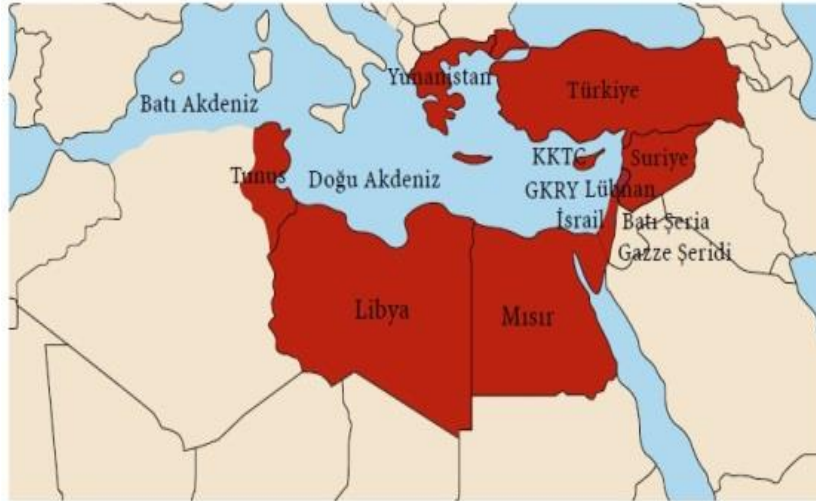 Yunanistan
Türkiye
Batı Akdeniz
Tunus
Doğu Akdeniz
KKTC
Suriye
GKRY Lübnan
İsrail
Batı Şeria
Gazze Şeridi
Libya
Mısır